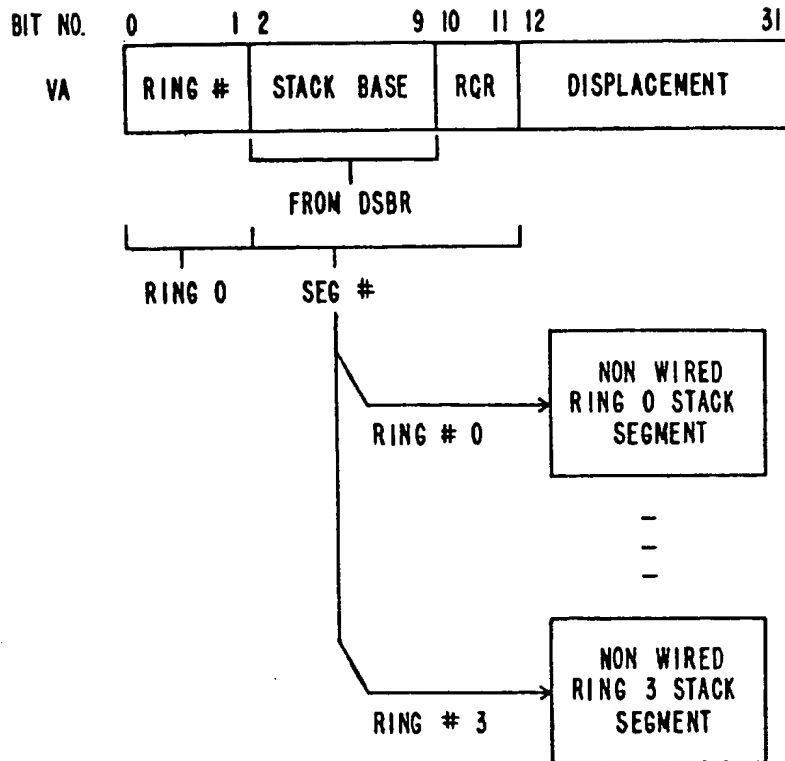 BIT NO. 0 1 2 9 10 11 12 31
VA RING # STACK BASE RCR DISPLACEMENT
FROM DSBR
RING 0 SEG #
NON WIRED
RING 0 STACK
SEGMENT
RING # 0
NON WIRED
RING 3 STACK
SEGMENT
RING # 3